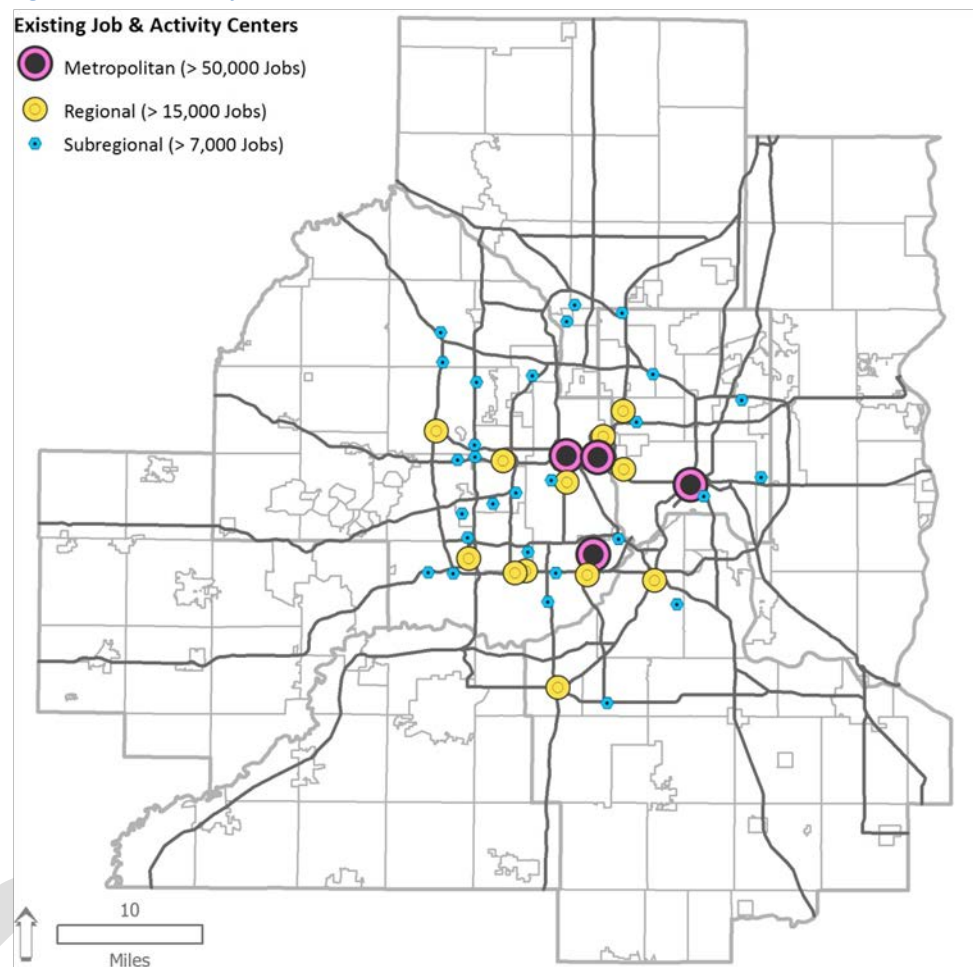 Existing Job & Activity Centers
Metropolitan (> 50,000 Jobs)
Regional (> 15,000 Jobs)
Subregional (> 7,000 Jobs)
10
Miles